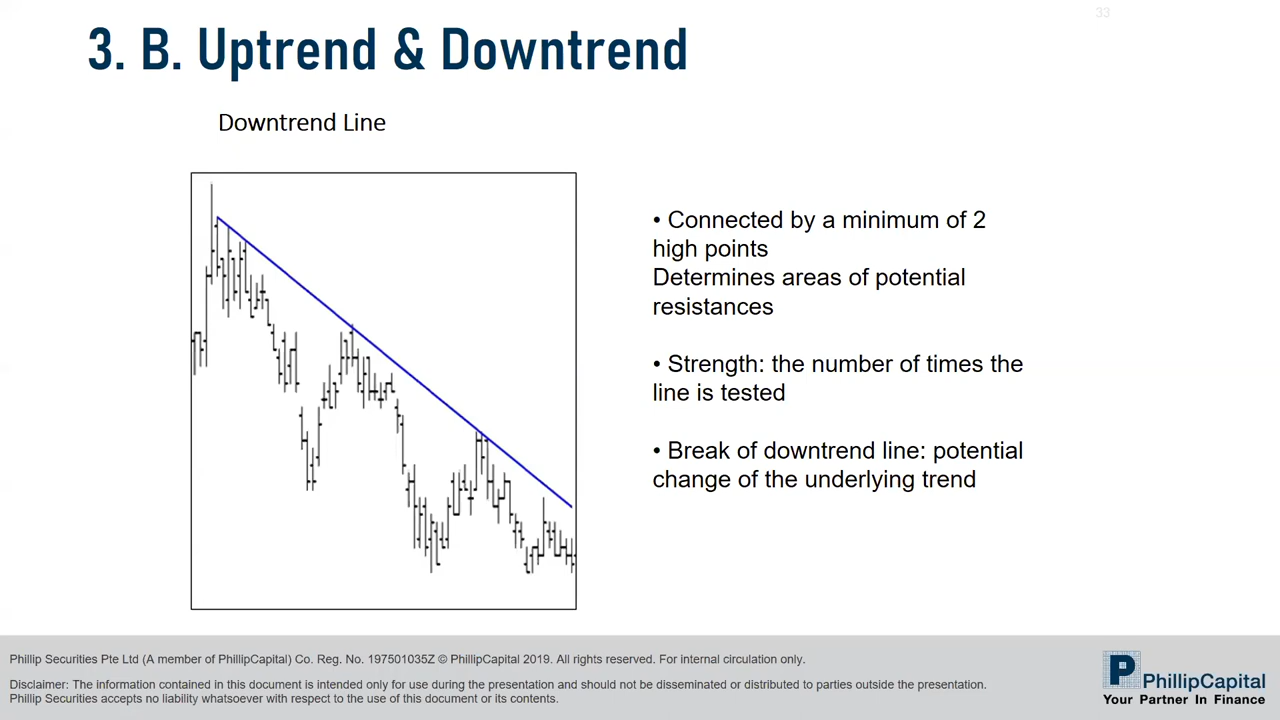 33
3. B. Uptrend & Downtrend
Downtrend Line
• Connected by a minimum of 2
high points
Determines areas of potential
resistances
• Strength: the number of times the
line is tested
• Break of downtrend line: potential
change of the underlying trend
Phillip Securities Pte Ltd (A member of PhillipCapital) Co. Reg. No. 197501035Z © PhillipCapital 2019. All rights reserved. For internal circulation only.
Disclaimer: The information contained in this document is intended only for use during the presentation and should not be disseminated or distributed to parties outside the presentation.
Phillip Securities accepts no liability whatsoever with respect to the use of this document or its contents.
P
PhillipCapital
Your Partner In Finance